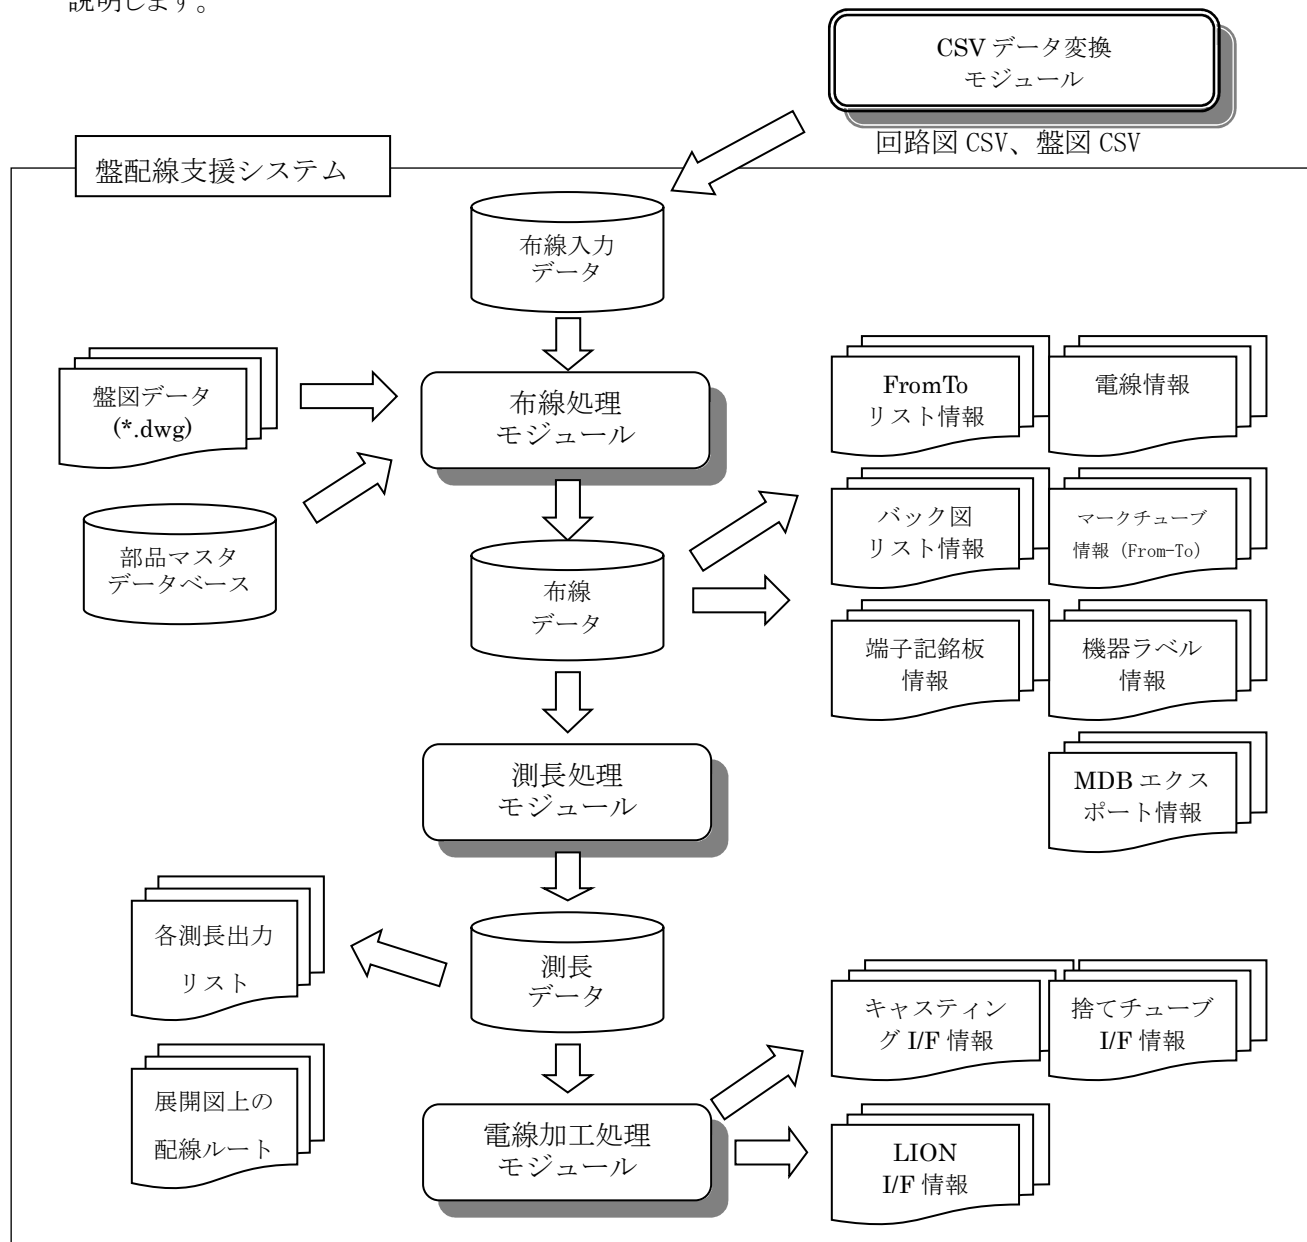 説明します。
CSV データ変換
モジュール
回路図 CSV、盤図 CSV
盤配線支援システム
布線入力
データ
盤図データ
(*.dwg)
布線処理
モジュール
FromTo
リスト情報
電線情報
部品マスタ
データベース
バック図
リスト情報
マークチューブ
情報（From-To）
布線
データ
端子記銘板
情報
機器ラベル
情報
測長処理
モジュール
MDB エクス
ポート情報
各測長出力
リスト
測長
データ
キャスティン
グ I/F 情報
捨てチューブ
I/F 情報
展開図上の
配線ルート
電線加工処理
モジュール
LION
I/F 情報